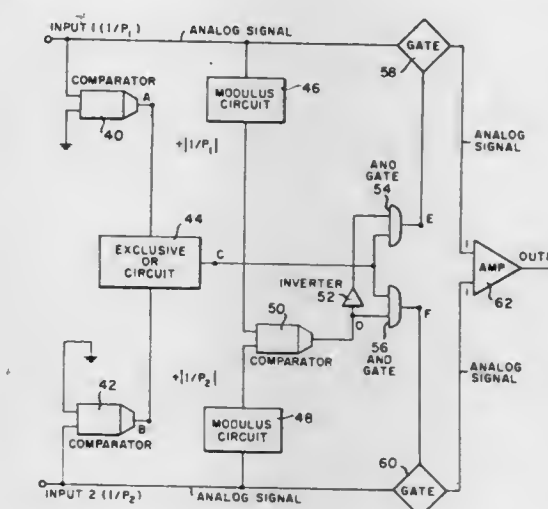 INPUT 1 (1/P₁)
ANALOG SIGNAL
GATE
58
COMPARATOR
A
40
MODULUS
CIRCUIT
46
+|1/P₁|
ANALOG
SIGNAL
AND
GATE
54
E
44
EXCLUSIVE
OR
CIRCUIT
C
INVERTER
52
1
AMP
62
1
50
D
F
COMPARATOR
56
AND
GATE
42
B
COMPARATOR
+|1/P₂|
MODULUS
CIRCUIT
48
ANALOG
SIGNAL
60
GATE
INPUT 2 (1/P₂)
ANALOG SIGNAL